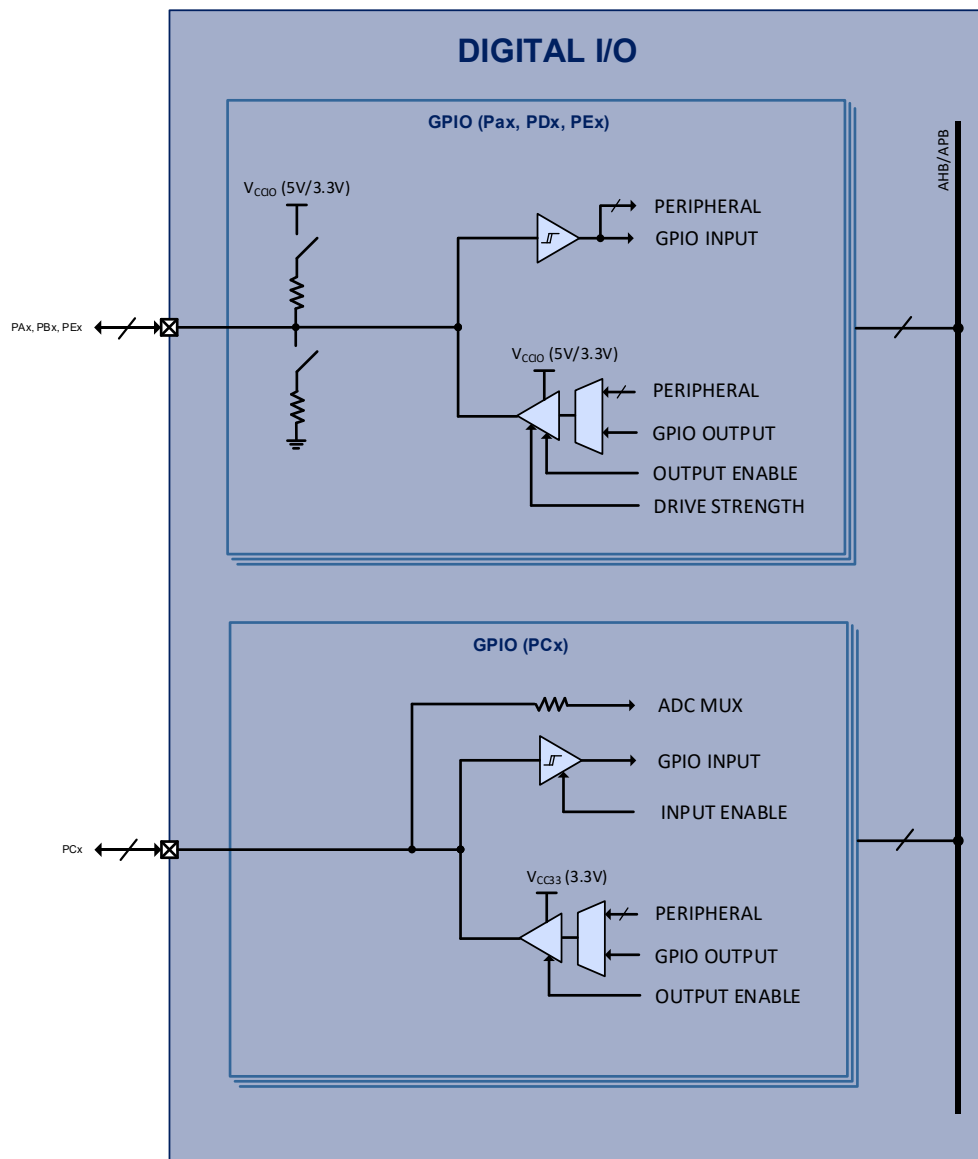 DIGITAL I/O
GPIO (Pax, PDx, PEx)
AHB/APB
VCCIO (5V/3.3V)
PERIPHERAL
GPIO INPUT
PAx, PBx, PEx
VCCIO (5V/3.3V)
PERIPHERAL
GPIO OUTPUT
OUTPUT ENABLE
DRIVE STRENGTH
GPIO (PCx)
ADC MUX
GPIO INPUT
INPUT ENABLE
PCx
VCC33 (3.3V)
PERIPHERAL
GPIO OUTPUT
OUTPUT ENABLE